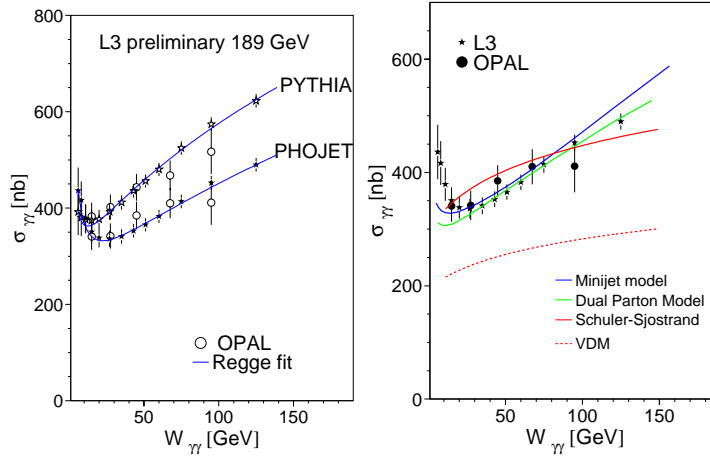 L3 preliminary 189 GeV
PYTHIA
PHOJET
OPAL
Regge fit
800
600
400
200
0
σγγ [nb]
50
100
150
Wγγ [GeV]
L3
OPAL
Minijet model
Dual Parton Model
Schuler-Sjostrand
VDM
600
400
200
0
σγγ [nb]
50
100
150
Wγγ [GeV]